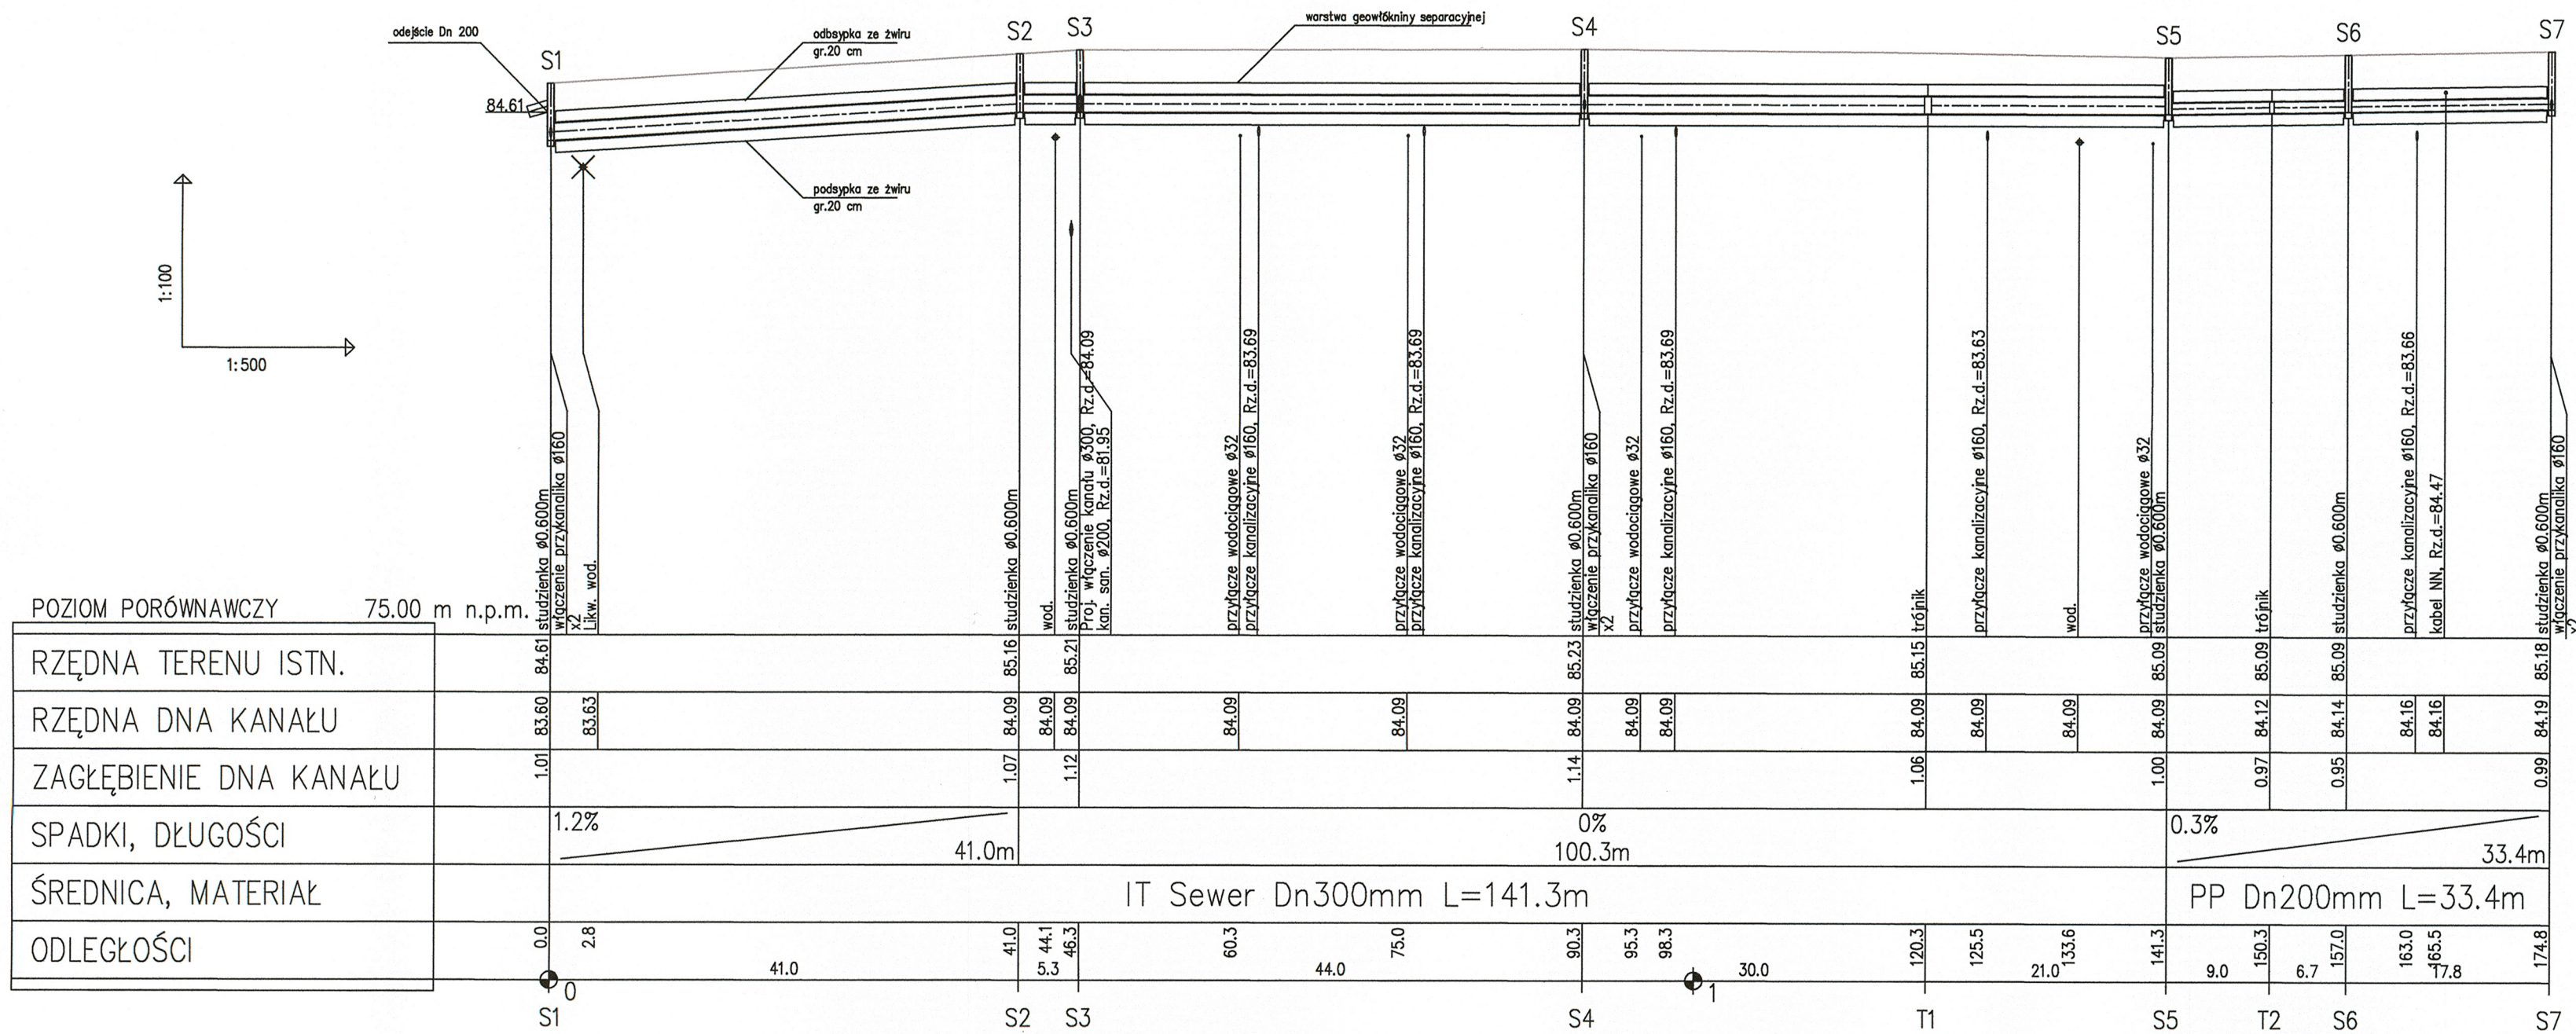 S1
S2
S3
S4
S5
S6
S7
odejście Dn 200
odbsypka ze żwiru
gr.20 cm
warstwa geowłókniny separacyjnej
84.61
podsypka ze żwiru
gr.20 cm
1:100
1:500
studzienka ø0.600m
włączenie przykanalika ø160
x2
Likw. wod.
studzienka ø0.600m
wod.
studzienka ø0.600m
Proj. włączenie kanału ø300, Rz.d.=84.09
kan. san. ø200, Rz.d.=81.95
przyłącze wodociągowe ø32
przyłącze kanalizacyjne ø160, Rz.d.=83.69
przyłącze wodociągowe ø32
przyłącze kanalizacyjne ø160, Rz.d.=83.69
studzienka ø0.600m
włączenie przykanalika ø160
x2
przyłącze wodociągowe ø32
przyłącze kanalizacyjne ø160, Rz.d.=83.69
trójnik
przyłącze kanalizacyjne ø160, Rz.d.=83.63
wod.
przyłącze wodociągowe ø32
studzienka ø0.600m
trójnik
studzienka ø0.600m
przyłącze kanalizacyjne ø160, Rz.d.=83.66
kabel NN, Rz.d.=84.47
studzienka ø0.600m
włączenie przykanalika ø160
x2
POZIOM PORÓWNAWCZY 75.00 m n.p.m.
RZĘDNA TERENU ISTN. 84.61 85.16 85.21 85.23 85.15 85.09 85.09 85.09 85.18
RZĘDNA DNA KANAŁU 83.60 83.63 84.09 84.09 84.09 84.09 84.09 84.09 84.09 84.09 84.09 84.09 84.09 84.09 84.12 84.14 84.16 84.16 84.19
ZAGŁĘBIENIE DNA KANAŁU 1.01 1.07 1.12 1.14 1.06 1.00 0.97 0.95 0.99
SPADKI, DŁUGOŚCI 1.2% 41.0m 0% 100.3m 0.3% 33.4m
ŚREDNICA, MATERIAŁ IT Sewer Dn300mm L=141.3m PP Dn200mm L=33.4m
ODLEGŁOŚCI 0.0 2.8 41.0 44.1 46.3 60.3 75.0 90.3 95.3 98.3 120.3 125.5 133.6 141.3 150.3 157.0 163.0 165.5 174.8
41.0 5.3 44.0 30.0 21.0 9.0 6.7 17.8
0 1
S1 S2 S3 S4 T1 S5 T2 S6 S7